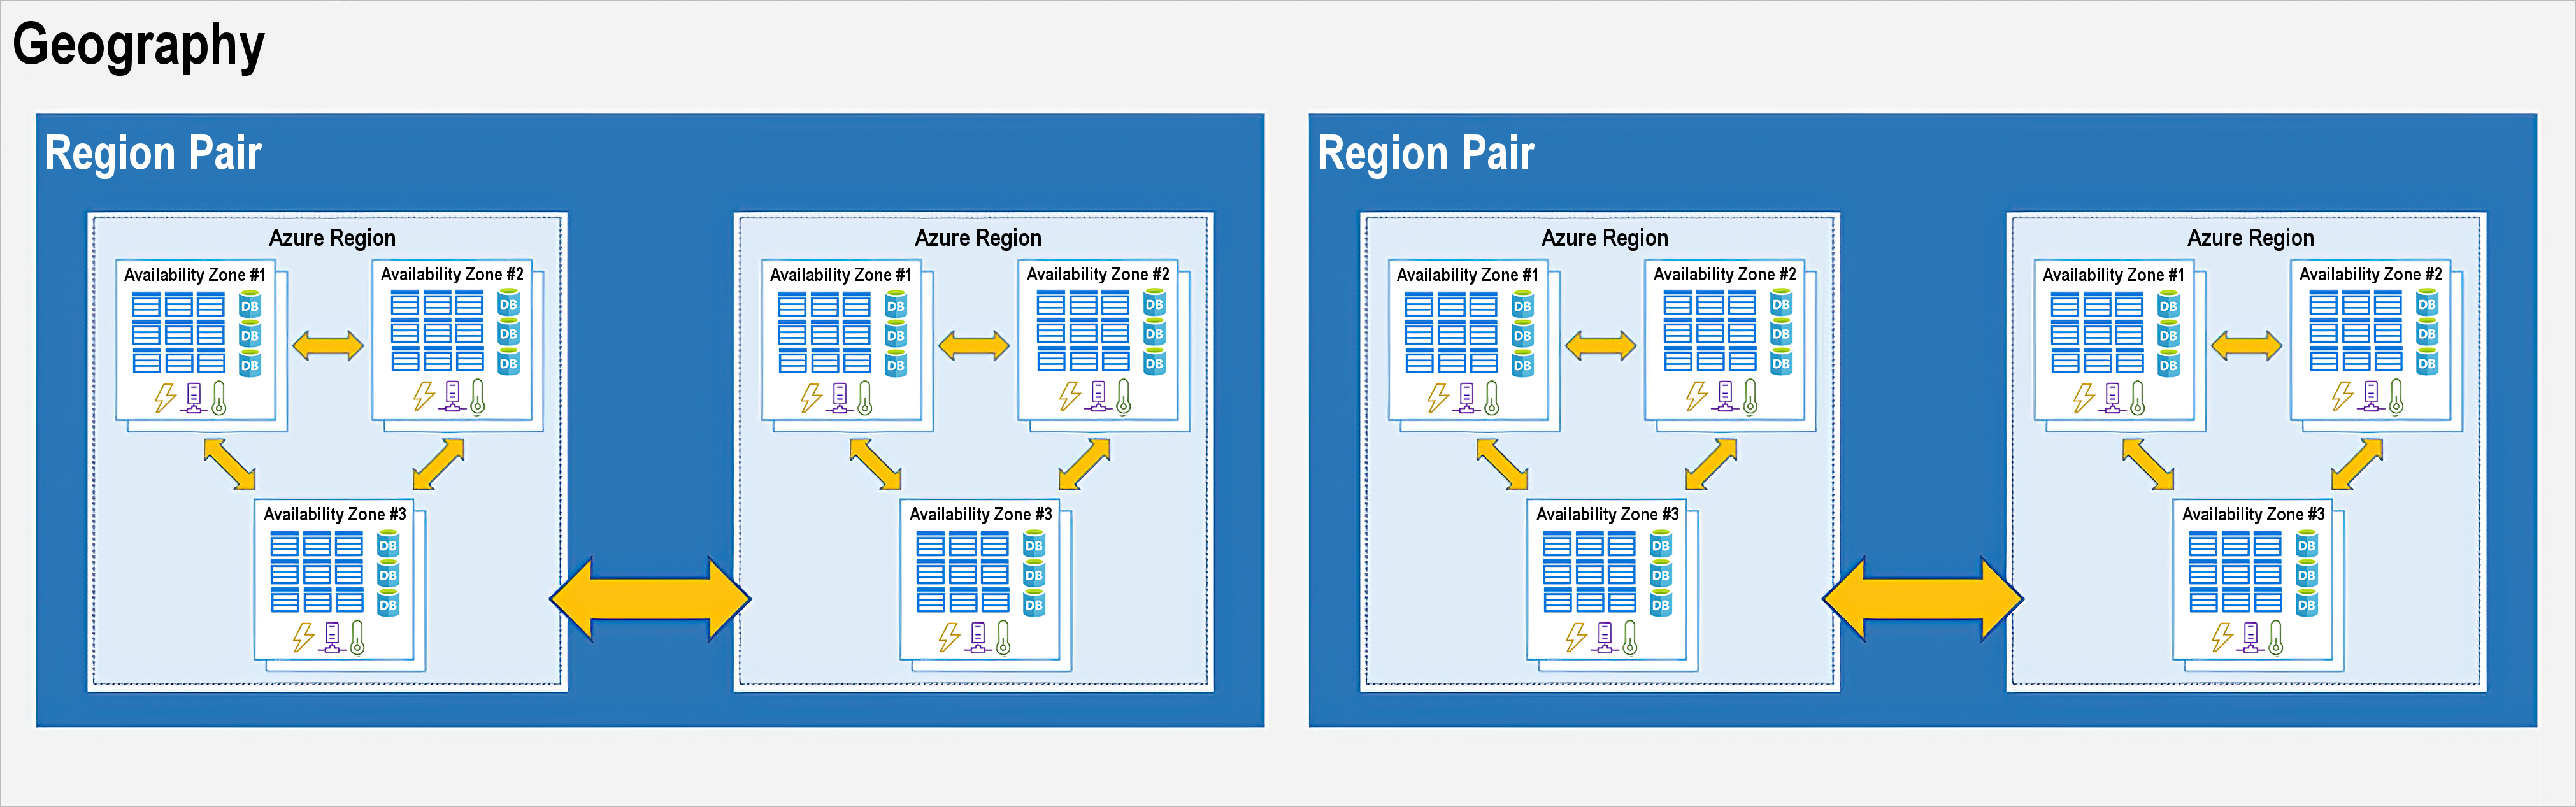 Geography
Region Pair
Azure Region
Availability Zone #1
DB
DB
DB
Availability Zone #2
DB
DB
DB
Availability Zone #3
DB
DB
DB
Azure Region
Availability Zone #1
DB
DB
DB
Availability Zone #2
DB
DB
DB
Availability Zone #3
DB
DB
DB
Region Pair
Azure Region
Availability Zone #1
DB
DB
DB
Availability Zone #2
DB
DB
DB
Availability Zone #3
DB
DB
DB
Azure Region
Availability Zone #1
DB
DB
DB
Availability Zone #2
DB
DB
DB
Availability Zone #3
DB
DB
DB